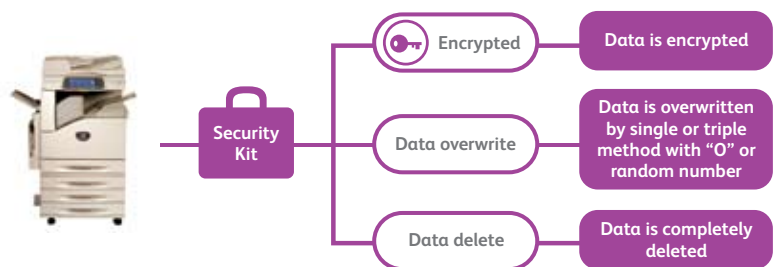 Encrypted
Data is encrypted
Security
Kit
Data overwrite
Data is overwritten
by single or triple
method with “O” or
random number
Data delete
Data is completely
deleted